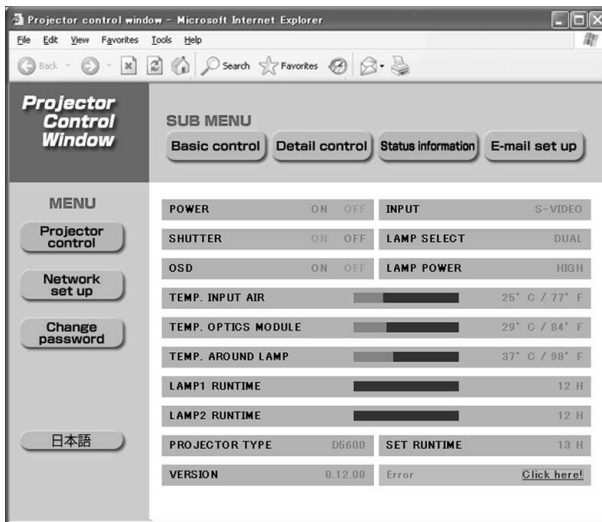 Projector control window - Microsoft Internet Explorer
File Edit View Favorites Tools Help
Back Search Favorites
Projector
Control
Window
SUB MENU
Basic control Detail control Status information E-mail set up
MENU
Projector
control
Network
set up
Change
password
日本語
POWER ON OFF INPUT S-VIDEO
SHUTTER ON OFF LAMP SELECT DUAL
OSD ON OFF LAMP POWER HIGH
TEMP. INPUT AIR 25° C / 77° F
TEMP. OPTICS MODULE 29° C / 84° F
TEMP. AROUND LAMP 37° C / 98° F
LAMP1 RUNTIME 12 H
LAMP2 RUNTIME 12 H
PROJECTOR TYPE D5600 SET RUNTIME 13 H
VERSION 0.12.00 Error Click here!